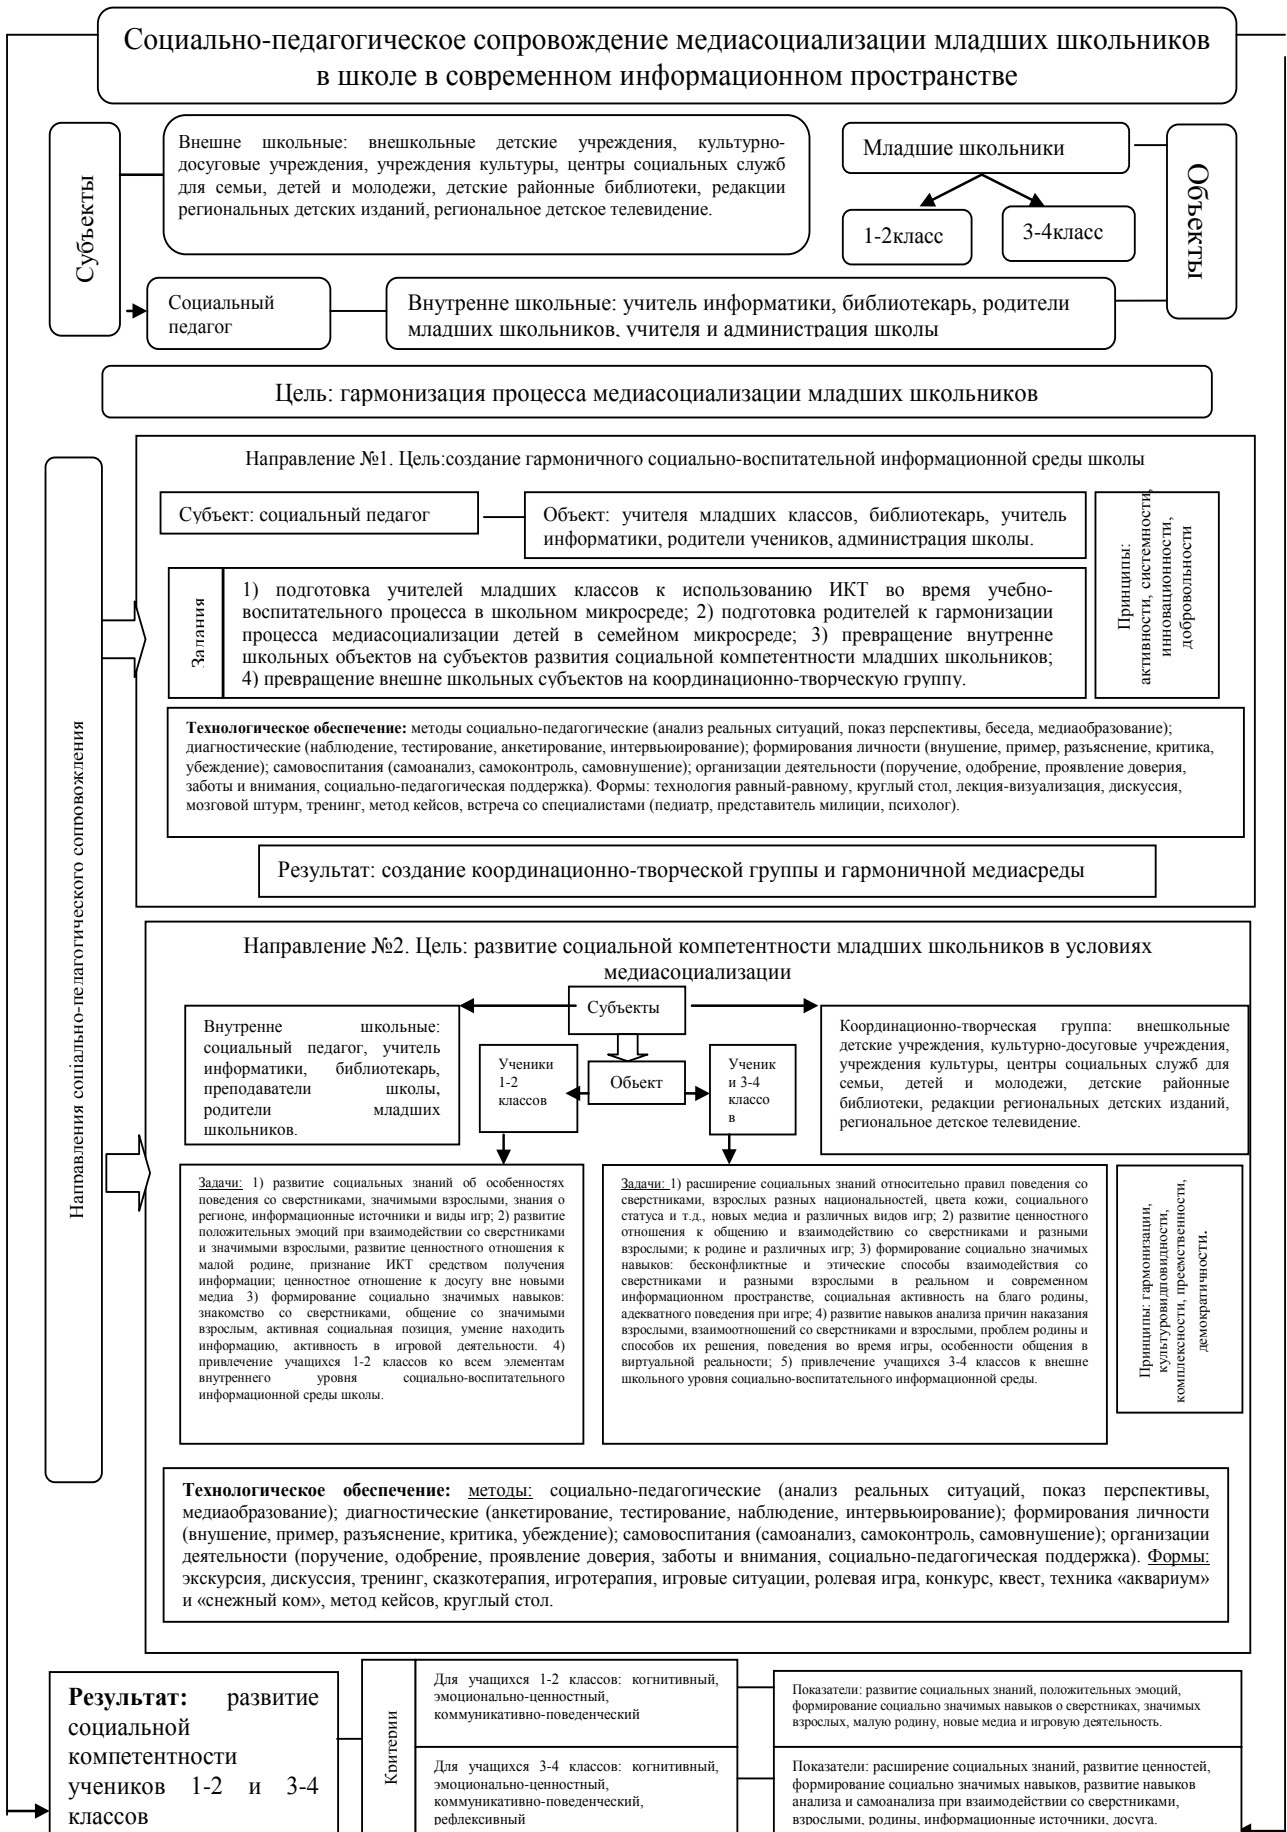 Социально-педагогическое сопровождение медиасоциализации младших школьников
в школе в современном информационном пространстве
Субъекты
Внешне школьные: внешкольные детские учреждения, культурно-
досуговые учреждения, учреждения культуры, центры социальных служб
для семьи, детей и молодежи, детские районные библиотеки, редакции
региональных детских изданий, региональное детское телевидение.
Младшие школьники
1-2класс
3-4класс
Объекты
Социальный
педагог
Внутренне школьные: учитель информатики, библиотекарь, родители
младших школьников, учителя и администрация школы
Цель: гармонизация процесса медиасоциализации младших школьников
Направления соціально-педагогического сопровождения
Направление №1. Цель:создание гармоничного социально-воспитательной информационной среды школы
Субъект: социальный педагог
Объект: учителя младших классов, библиотекарь, учитель
информатики, родители учеников, администрация школы.
Принципы:
активности, системности,
инновационности,
добровольности
Задания
1) подготовка учителей младших классов к использованию ИКТ во время учебно-
воспитательного процесса в школьном микросреде; 2) подготовка родителей к гармонизации
процесса медиасоциализации детей в семейном микросреде; 3) превращение внутренне
школьных объектов на субъектов развития социальной компетентности младших школьников;
4) превращение внешне школьных субъектов на координационно-творческую группу.
Технологическое обеспечение: методы социально-педагогические (анализ реальных ситуаций, показ перспективы, беседа, медиаобразование);
диагностические (наблюдение, тестирование, анкетирование, интервьюирование); формирования личности (внушение, пример, разъяснение, критика,
убеждение); самовоспитания (самоанализ, самоконтроль, самовнушение); организации деятельности (поручение, одобрение, проявление доверия,
заботы и внимания, социально-педагогическая поддержка). Формы: технология равный-равному, круглый стол, лекция-визуализация, дискуссия,
мозговой штурм, тренинг, метод кейсов, встреча со специалистами (педиатр, представитель милиции, психолог).
Результат: создание координационно-творческой группы и гармоничной медиасреды
Направление №2. Цель: развитие социальной компетентности младших школьников в условиях
медиасоциализации
Субъекты
Внутренне школьные:
социальный педагог, учитель
информатики, библиотекарь,
преподаватели школы,
родители младших
школьников.
Ученики
1-2
классов
Обьект
Ученик
и 3-4
классо
в
Координационно-творческая группа: внешкольные
детские учреждения, культурно-досуговые учреждения,
учреждения культуры, центры социальных служб для
семьи, детей и молодежи, детские районные
библиотеки, редакции региональных детских изданий,
региональное детское телевидение.
Задачи: 1) развитие социальных знаний об особенностях
поведения со сверстниками, значимыми взрослыми, знания о
регионе, информационные источники и виды игр; 2) развитие
положительных эмоций при взаимодействии со сверстниками
и значимыми взрослыми, развитие ценностного отношения к
малой родине, признание ИКТ средством получения
информации; ценностное отношение к досугу вне новыми
медиа 3) формирование социально значимых навыков:
знакомство со сверстниками, общение со значимыми
взрослым, активная социальная позиция, умение находить
информацию, активность в игровой деятельности. 4)
привлечение учащихся 1-2 классов ко всем элементам
внутреннего уровня социально-воспитательного
информационной среды школы.
Задачи: 1) расширение социальных знаний относительно правил поведения со
сверстниками, взрослых разных национальностей, цвета кожи, социального
статуса и т.д., новых медиа и различных видов игр; 2) развитие ценностного
отношения к общению и взаимодействию со сверстниками и разными
взрослыми; к родине и различных игр; 3) формирование социально значимых
навыков: бесконфликтные и этические способы взаимодействия со
сверстниками и разными взрослыми в реальном и современном
информационном пространстве, социальная активность на благо родины,
адекватного поведения при игре; 4) развитие навыков анализа причин наказания
взрослыми, взаимоотношений со сверстниками и взрослыми, проблем родины и
способов их решения, поведения во время игры, особенности общения в
виртуальной реальности; 5) привлечение учащихся 3-4 классов к внешне
школьного уровня социально-воспитательно информационной среды.
Принципы: гармонизации,
культуровидповидности,
комплексности, преемственности,
демократичности.
Технологическое обеспечение: методы: социально-педагогические (анализ реальных ситуаций, показ перспективы,
медиаобразование); диагностические (анкетирование, тестирование, наблюдение, интервьюирование); формирования личности
(внушение, пример, разъяснение, критика, убеждение); самовоспитания (самоанализ, самоконтроль, самовнушение); организации
деятельности (поручение, одобрение, проявление доверия, заботы и внимания, социально-педагогическая поддержка). Формы:
экскурсия, дискуссия, тренинг, сказкотерапия, игротерапия, игровые ситуации, ролевая игра, конкурс, квест, техника «аквариум»
и «снежный ком», метод кейсов, круглый стол.
Результат: развитие
социальной
компетентности
учеников 1-2 и 3-4
классов
Критерии
Для учащихся 1-2 классов: когнитивный,
эмоционально-ценностный,
коммуникативно-поведенческий
Показатели: развитие социальных знаний, положительных эмоций,
формирование социально значимых навыков о сверстниках, значимых
взрослых, малую родину, новые медиа и игровую деятельность.
Для учащихся 3-4 классов: когнитивный,
эмоционально-ценностный,
коммуникативно-поведенческий,
рефлексивный
Показатели: расширение социальных знаний, развитие ценностей,
формирование социально значимых навыков, развитие навыков
анализа и самоанализа при взаимодействии со сверстниками,
взрослыми, родины, информационные источники, досуга.